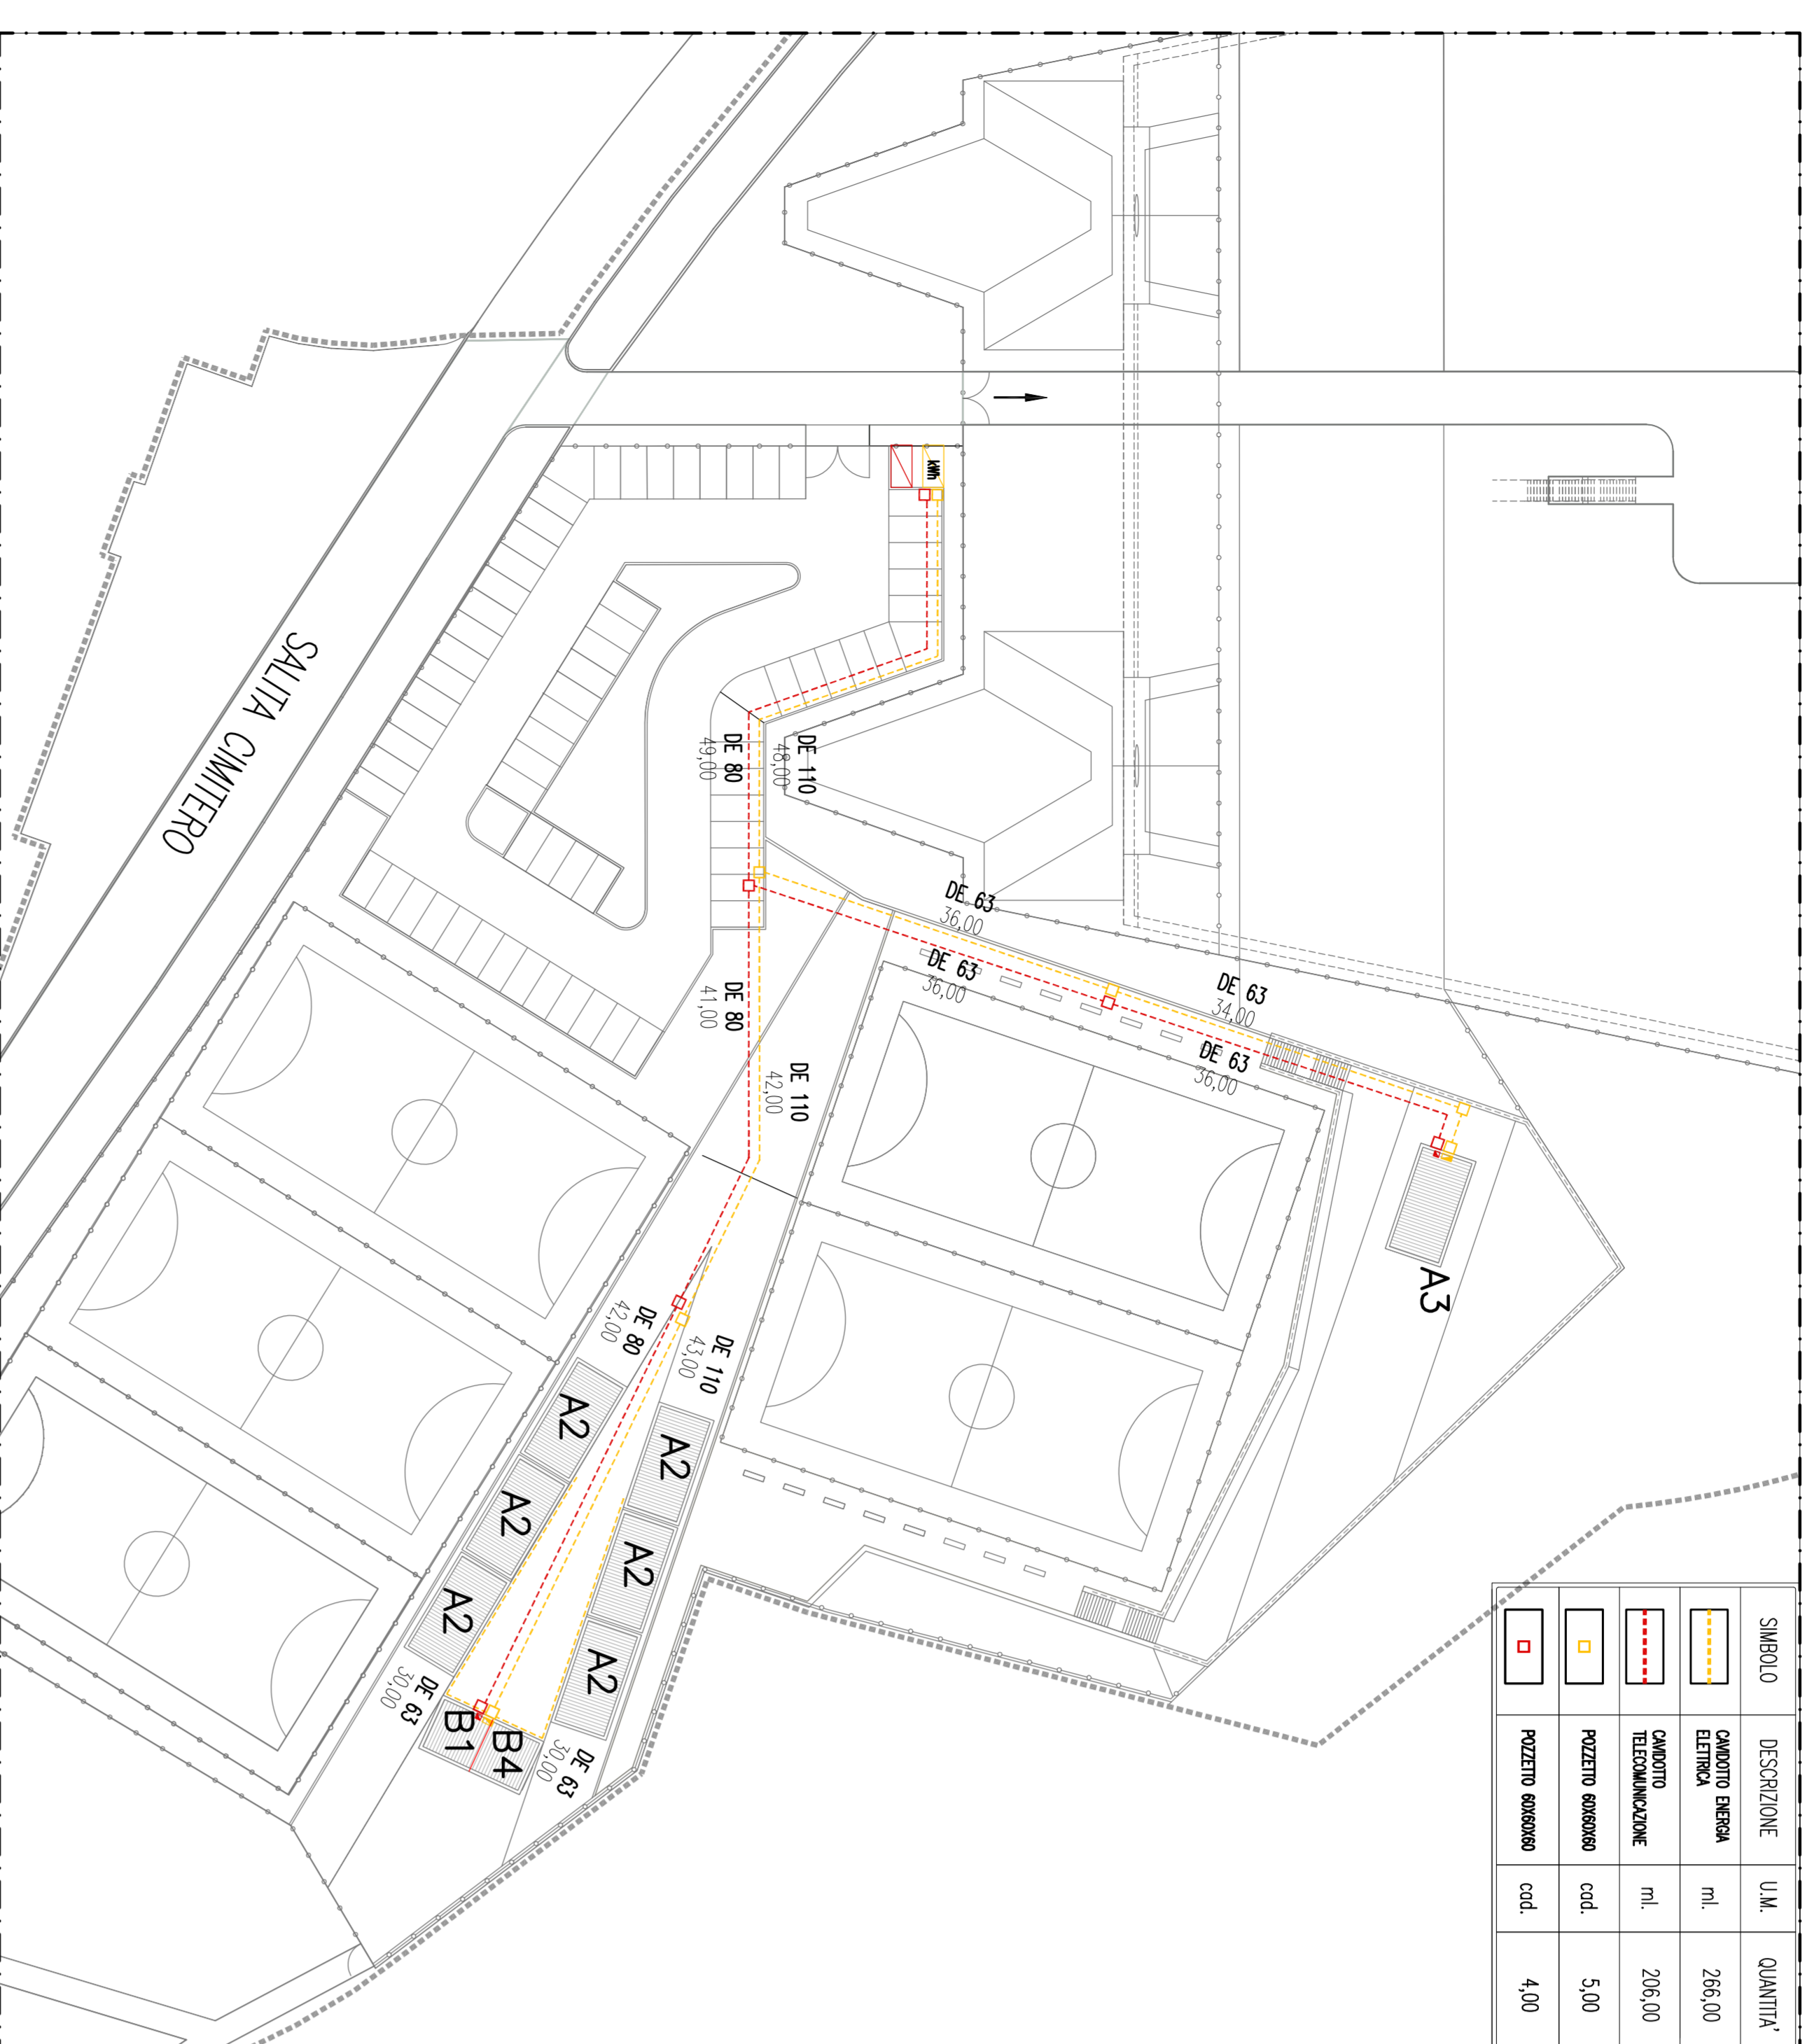 SIMBOLO DESCRIZIONE U.M. QUANTITA'
CAVIDOTTO ENERGIA
ELETTRICA
ml.
266,00
CAVIDOTTO
TELECOMUNICAZIONE
ml.
206,00
POZZETTO 60X60X60
cad.
5,00
POZZETTO 60X60X60
cad.
4,00
kWh
SALITA CIMITERO
DE 110
48,00
DE 80
49,00
DE 63
36,00
DE 63
36,00
DE 63
34,00
DE 63
36,00
DE 80
41,00
DE 110
42,00
A3
DE 80
42,00
DE 110
43,00
A2
A2
A2
A2
A2
A2
DE 63
30,00
B1
B4
DE 63
30,00